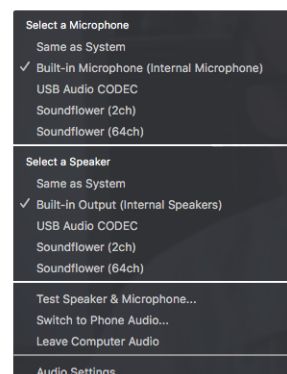 Select a Microphone
Same as System
✓ Built-in Microphone (Internal Microphone)
USB Audio CODEC
Soundflower (2ch)
Soundflower (64ch)
Select a Speaker
Same as System
✓ Built-in Output (Internal Speakers)
USB Audio CODEC
Soundflower (2ch)
Soundflower (64ch)
Test Speaker & Microphone...
Switch to Phone Audio...
Leave Computer Audio
Audio Settings